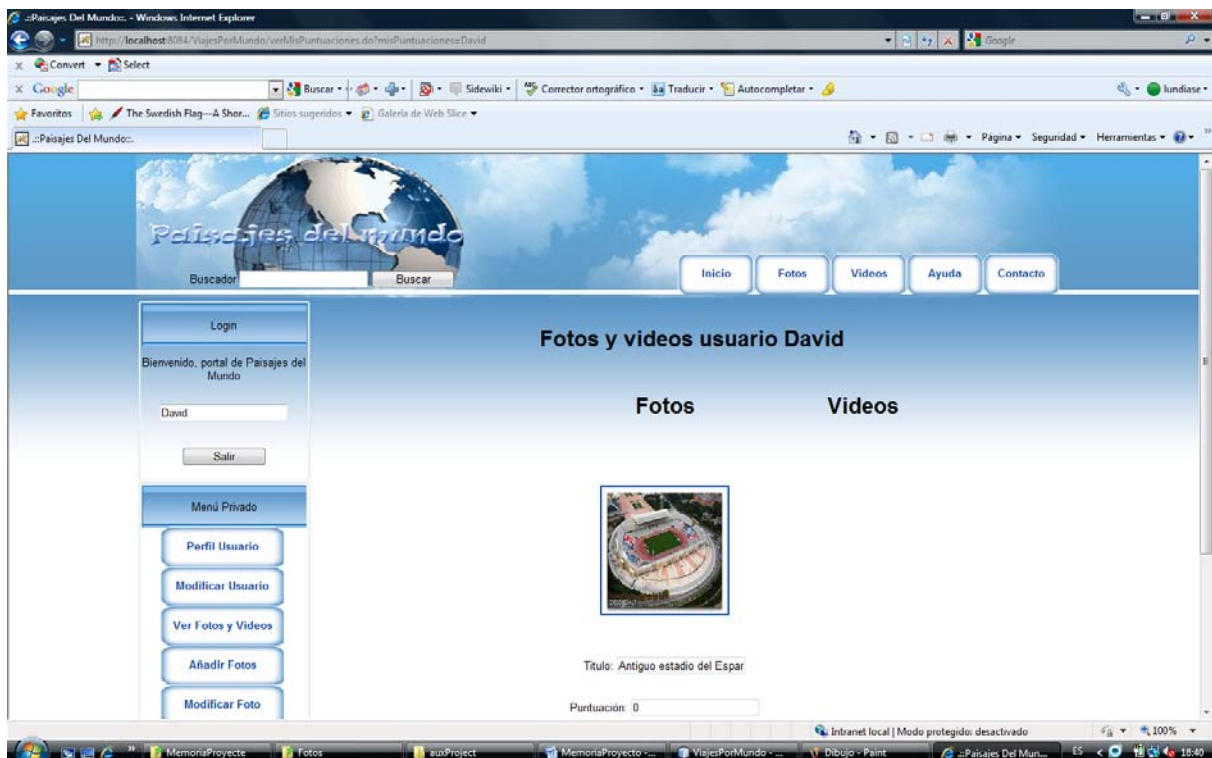 .::Paisajes Del Mundo::. - Windows Internet Explorer
http://localhost:8084/ViajesPorMundo/verMisPuntuaciones.do?misPuntuaciones=David
Google
x Convert Select
x Google Buscar Sidewiki Corrector ortográfico Traducir Autocompletar lundiase
Favoritos The Swedish Flag---A Shor... Sitios sugeridos Galería de Web Slice
.::Paisajes Del Mundo::. Página Seguridad Herramientas
Paisajes del mundo
Buscador Buscar
Inicio Fotos Videos Ayuda Contacto
Login
Bienvenido, portal de Paisajes del
Mundo
David
Salir
Menú Privado
Perfil Usuario
Modificar Usuario
Ver Fotos y Videos
Añadir Fotos
Modificar Foto
Fotos y videos usuario David
Fotos Videos
Titulo: Antiguo estadio del Espar
Puntuación: 0
Intranet local | Modo protegido: desactivado 100%
MemoriaProyecte Fotos auxProject MemoriaProyecto -... ViajesPorMundo - ... Dibujo - Paint .::Paisajes Del Mun... ES 18:40